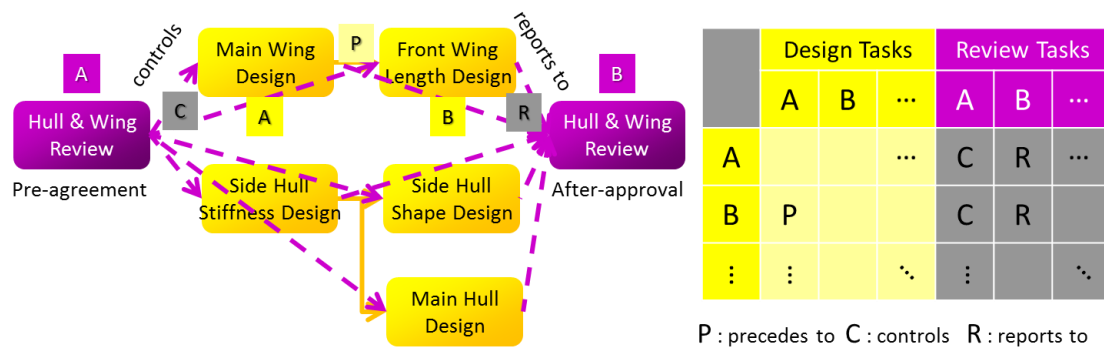 controls
P
reports to
A
Main Wing
Design
Front Wing
Length Design
B
C
A
B
R
Hull & Wing
Review
Hull & Wing
Review
Pre-agreement
After-approval
Side Hull
Stiffness Design
Side Hull
Shape Design
Main Hull
Design
Design Tasks Review Tasks
A B ... A B ...
A ... C R ...
B P C R
⋮ ⋮ ⋱ ⋮ ⋱
P : precedes to C : controls R : reports to